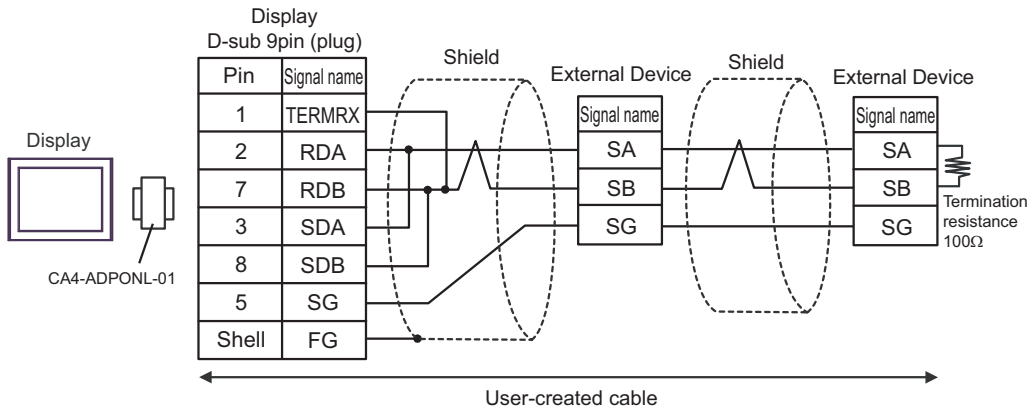 Display
D-sub 9pin (plug)
Shield
External Device
Shield
External Device
Pin Signal name
1 TERMRX
2 RDA
7 RDB
3 SDA
8 SDB
5 SG
Shell FG
Signal name
SA
SB
SG
Signal name
SA
SB
SG
Termination
resistance
100Ω
Display
CA4-ADPONL-01
User-created cable